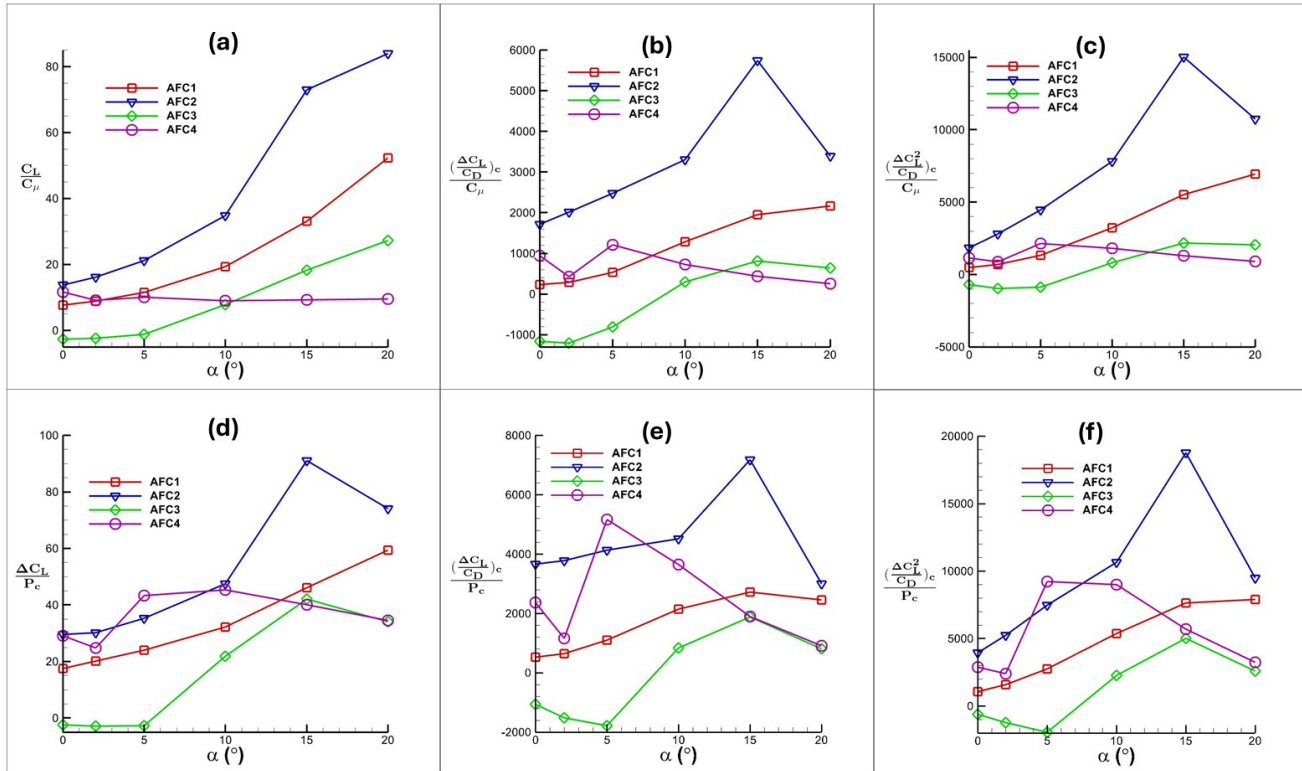 (a)
80
60
40
20
0
AFC1
AFC2
AFC3
AFC4
C_L
C_μ
0 5 10 15 20
α (°)
(b)
6000
5000
4000
3000
2000
1000
0
-1000
AFC1
AFC2
AFC3
AFC4
(ΔC_L/C_D)_c
C_μ
0 5 10 15 20
α (°)
(c)
15000
10000
5000
0
-5000
AFC1
AFC2
AFC3
AFC4
(ΔC_L^2/C_D)_c
C_μ
0 5 10 15 20
α (°)
(d)
100
80
60
40
20
0
AFC1
AFC2
AFC3
AFC4
ΔC_L
P_c
0 5 10 15 20
α (°)
(e)
8000
6000
4000
2000
0
-2000
AFC1
AFC2
AFC3
AFC4
(ΔC_L/C_D)_c
P_c
0 5 10 15 20
α (°)
(f)
20000
15000
10000
5000
0
AFC1
AFC2
AFC3
AFC4
(ΔC_L^2/C_D)_c
P_c
0 5 10 15 20
α (°)